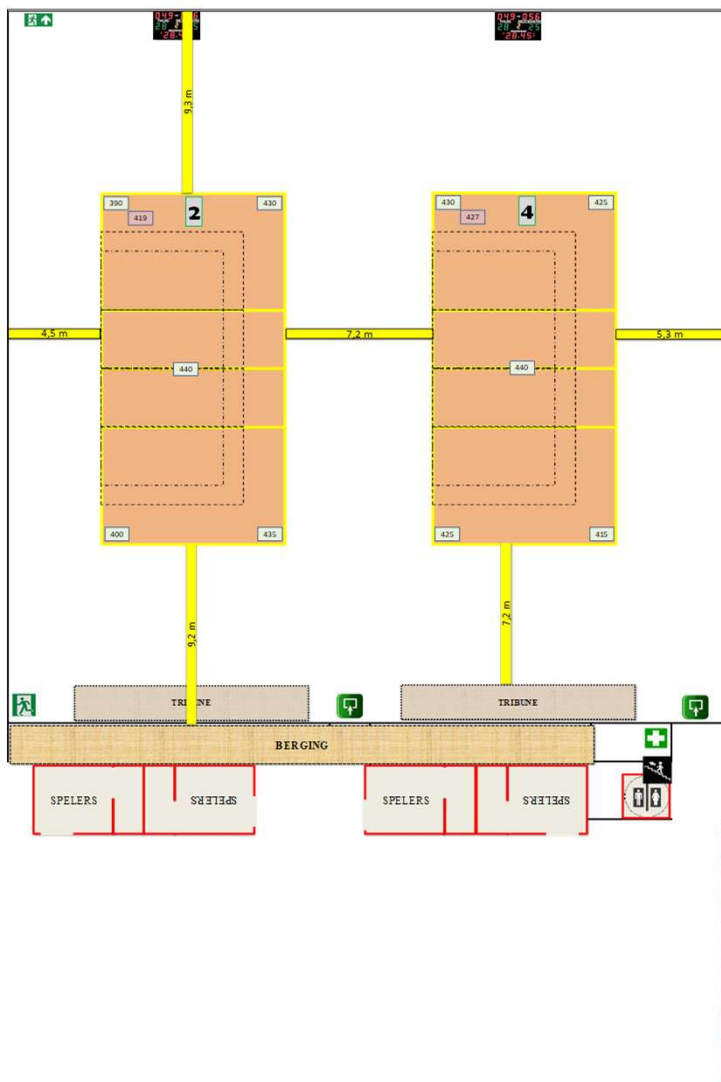 9,3 m
390
430
419
2
430
425
427
4
4,5 m
7,2 m
5,3 m
440
440
400
435
425
415
9,2 m
7,2 m
TRIBUNE
BERGING
SPELERS
SPELERS
SPELERS
SPELERS